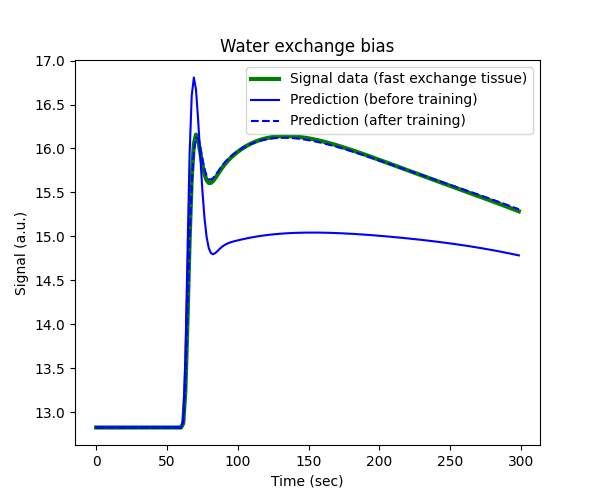 Water exchange bias
Signal data (fast exchange tissue)
Prediction (before training)
Prediction (after training)
Signal (a.u.)
17.0
16.5
16.0
15.5
15.0
14.5
14.0
13.5
13.0
0 50 100 150 200 250 300
Time (sec)